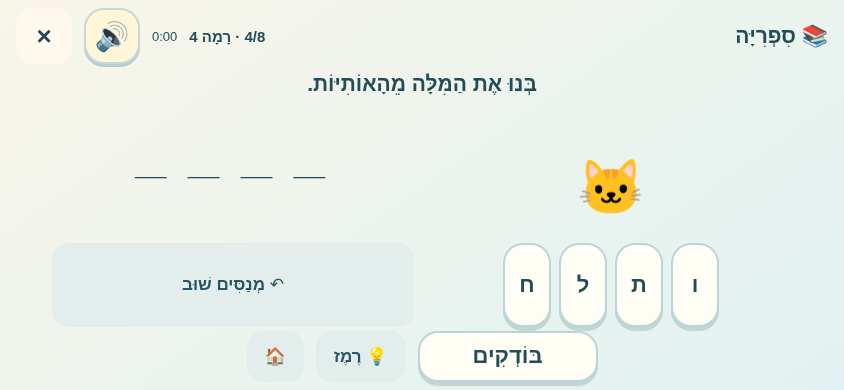 📚 סִפְרִיָּה
4/8 · רָמָה 4 0:00 🔊 ✕
בְּנוּ אֶת הַמִּלָּה מֵהָאוֹתִיּוֹת.
ו ת ל ח
↶ מְנַסִּים שׁוּב
בּוֹדְקִים
💡 רֶמֶז